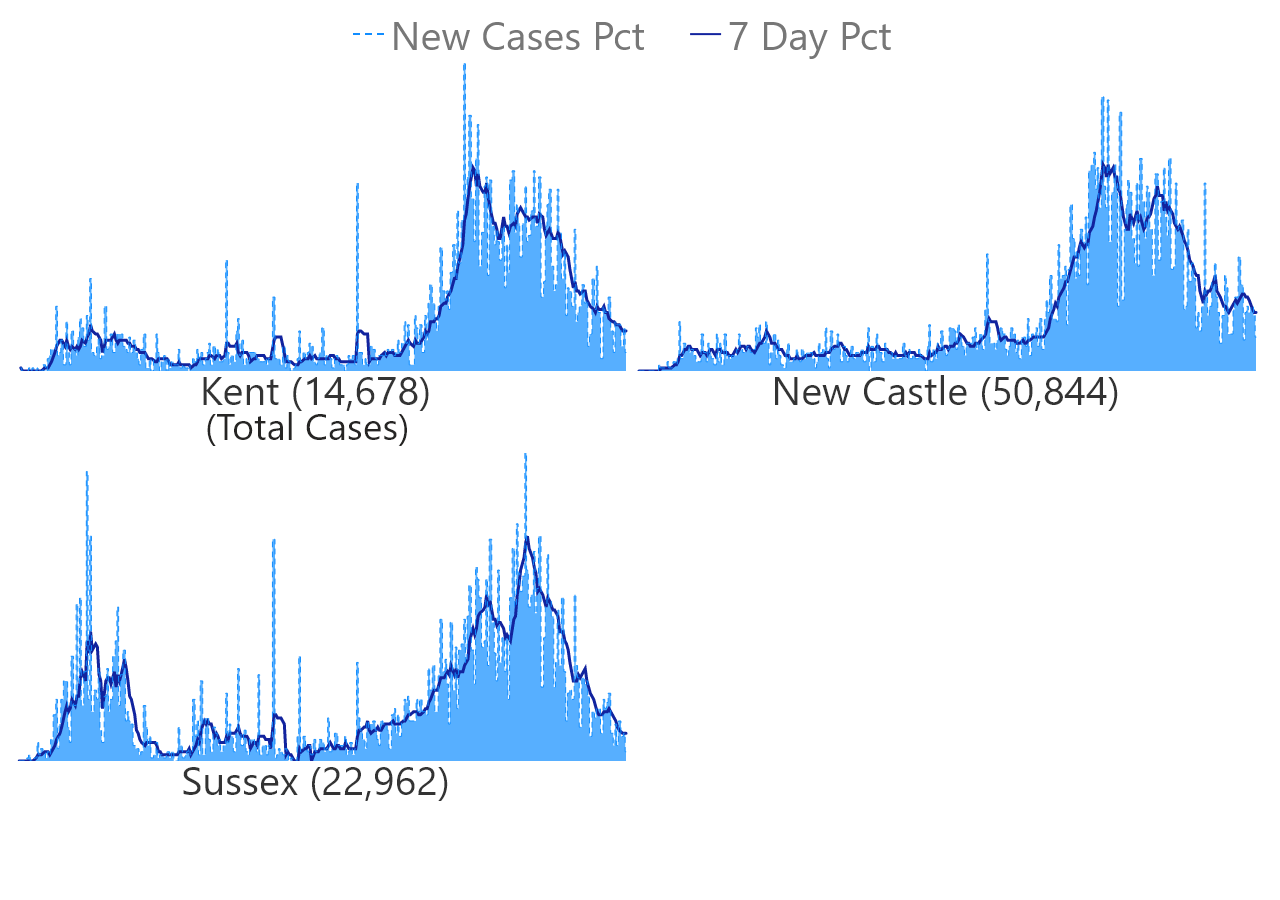 New Cases Pct 7 Day Pct
Kent (14,678)
(Total Cases)
New Castle (50,844)
Sussex (22,962)